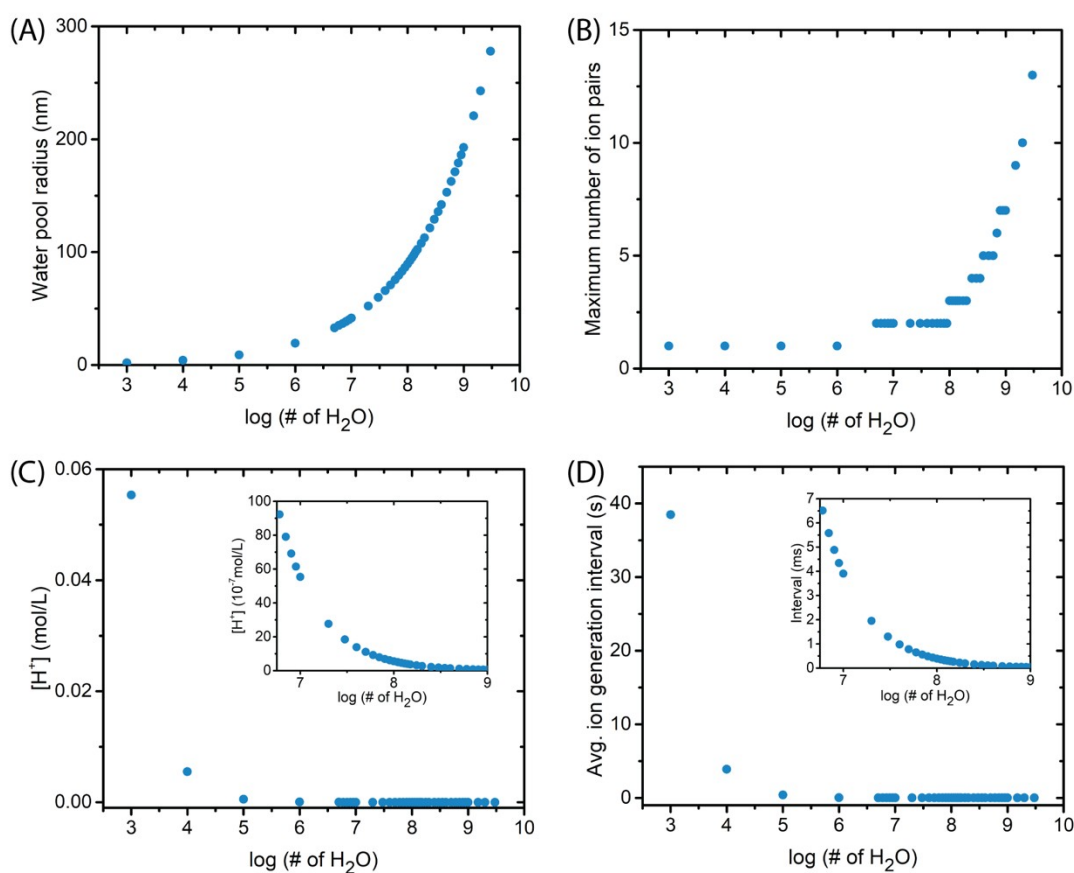 (A)
300
200
100
0
Water pool radius (nm)
3 4 5 6 7 8 9 10
log (# of H₂O)
(B)
15
10
5
0
Maximum number of ion pairs
3 4 5 6 7 8 9 10
log (# of H₂O)
(C)
0.06
0.04
0.02
0.00
[H⁺] (mol/L)
3 4 5 6 7 8 9 10
log (# of H₂O)
100
80
60
40
20
0
[H⁺] (10⁻⁷mol/L)
7 8 9
log (# of H₂O)
(D)
40
30
20
10
0
Avg. ion generation interval (s)
3 4 5 6 7 8 9 10
log (# of H₂O)
7
6
5
4
3
2
1
0
Interval (ms)
7 8 9
log (# of H₂O)